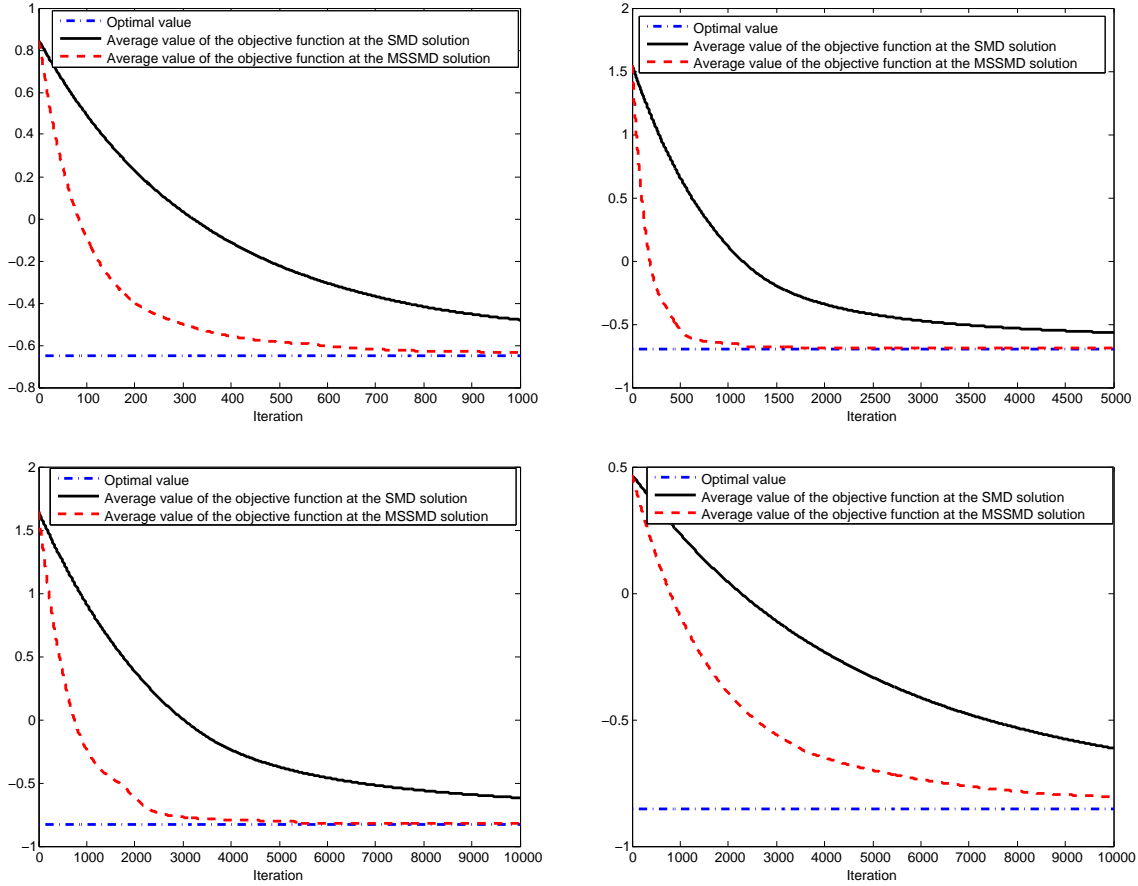 1
0.8
0.6
0.4
0.2
0
−0.2
−0.4
−0.6
−0.8
Optimal value
Average value of the objective function at the SMD solution
Average value of the objective function at the MSSMD solution
0 100 200 300 400 500 600 700 800 900 1000
Iteration
2
1.5
1
0.5
0
−0.5
−1
Optimal value
Average value of the objective function at the SMD solution
Average value of the objective function at the MSSMD solution
0 500 1000 1500 2000 2500 3000 3500 4000 4500 5000
Iteration
2
1.5
1
0.5
0
−0.5
−1
Optimal value
Average value of the objective function at the SMD solution
Average value of the objective function at the MSSMD solution
0 1000 2000 3000 4000 5000 6000 7000 8000 9000 10000
Iteration
0.5
0
−0.5
−1
Optimal value
Average value of the objective function at the SMD solution
Average value of the objective function at the MSSMD solution
0 1000 2000 3000 4000 5000 6000 7000 8000 9000 10000
Iteration